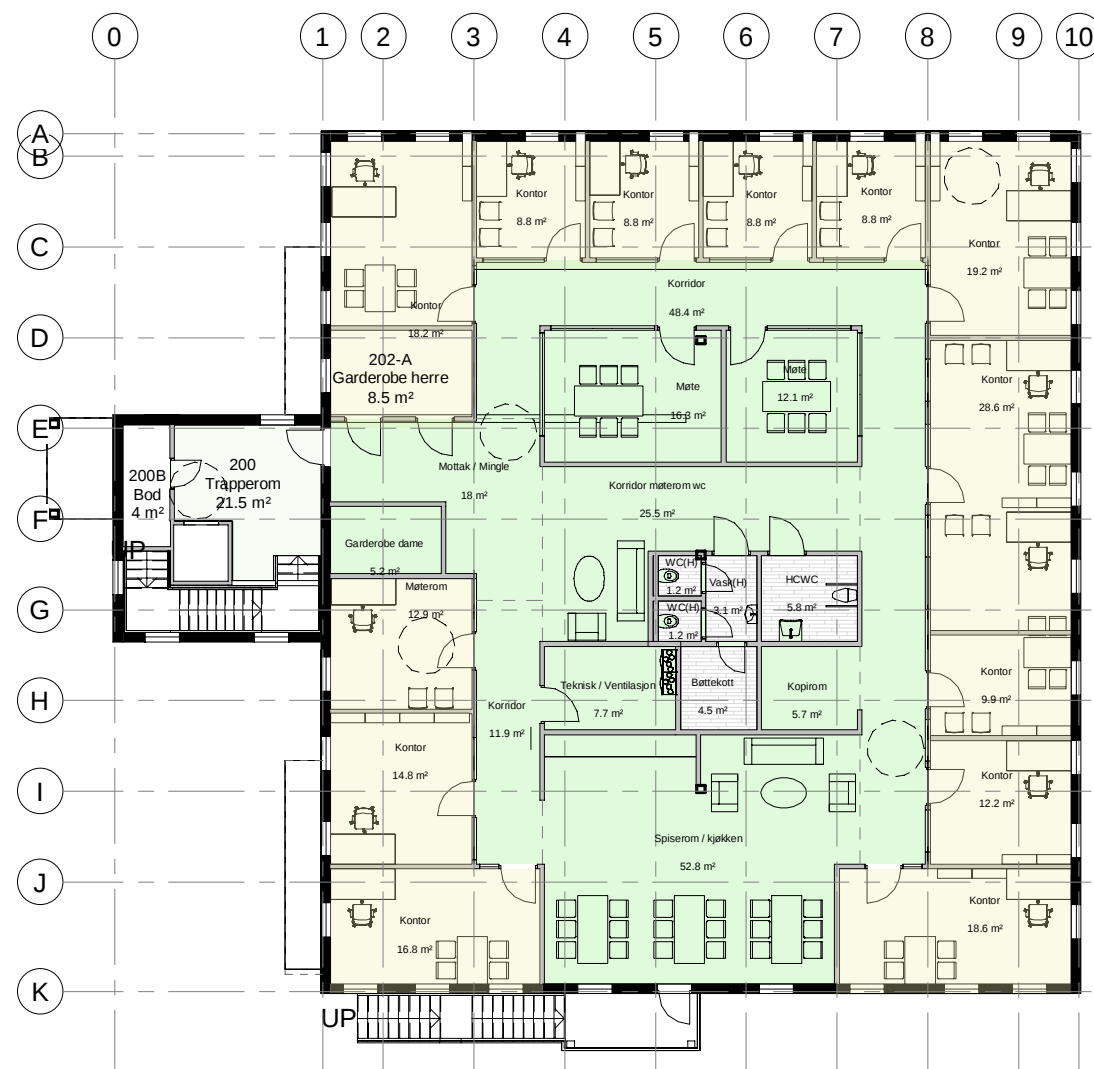 0 1 2 3 4 5 6 7 8 9 10
A
B
C
D
E
F
G
H
I
J
K
Kontor
8.8 m²
Kontor
8.8 m²
Kontor
8.8 m²
Kontor
8.8 m²
Kontor
19.2 m²
Kontor
18.2 m²
Korridor
48.4 m²
202-A
Garderobe herre
8.5 m²
Møte
16.3 m²
Møte
12.1 m²
Kontor
28.6 m²
200B
Bod
4 m²
200
Trapperom
21.5 m²
UP
Mottak / Mingle
18 m²
Korridor møterom wc
25.5 m²
Garderobe dame
5.2 m²
Møterom
12.9 m²
WC(H)
1.2 m²
WC(H)
1.2 m²
Vask(H)
3.1 m²
HCWC
5.8 m²
Teknisk / Ventilasjon
7.7 m²
Bøttekott
4.5 m²
Kopirom
5.7 m²
Kontor
9.9 m²
Korridor
11.9 m²
Kontor
14.8 m²
Kontor
12.2 m²
Spiserom / kjøkken
52.8 m²
Kontor
16.8 m²
Kontor
18.6 m²
UP